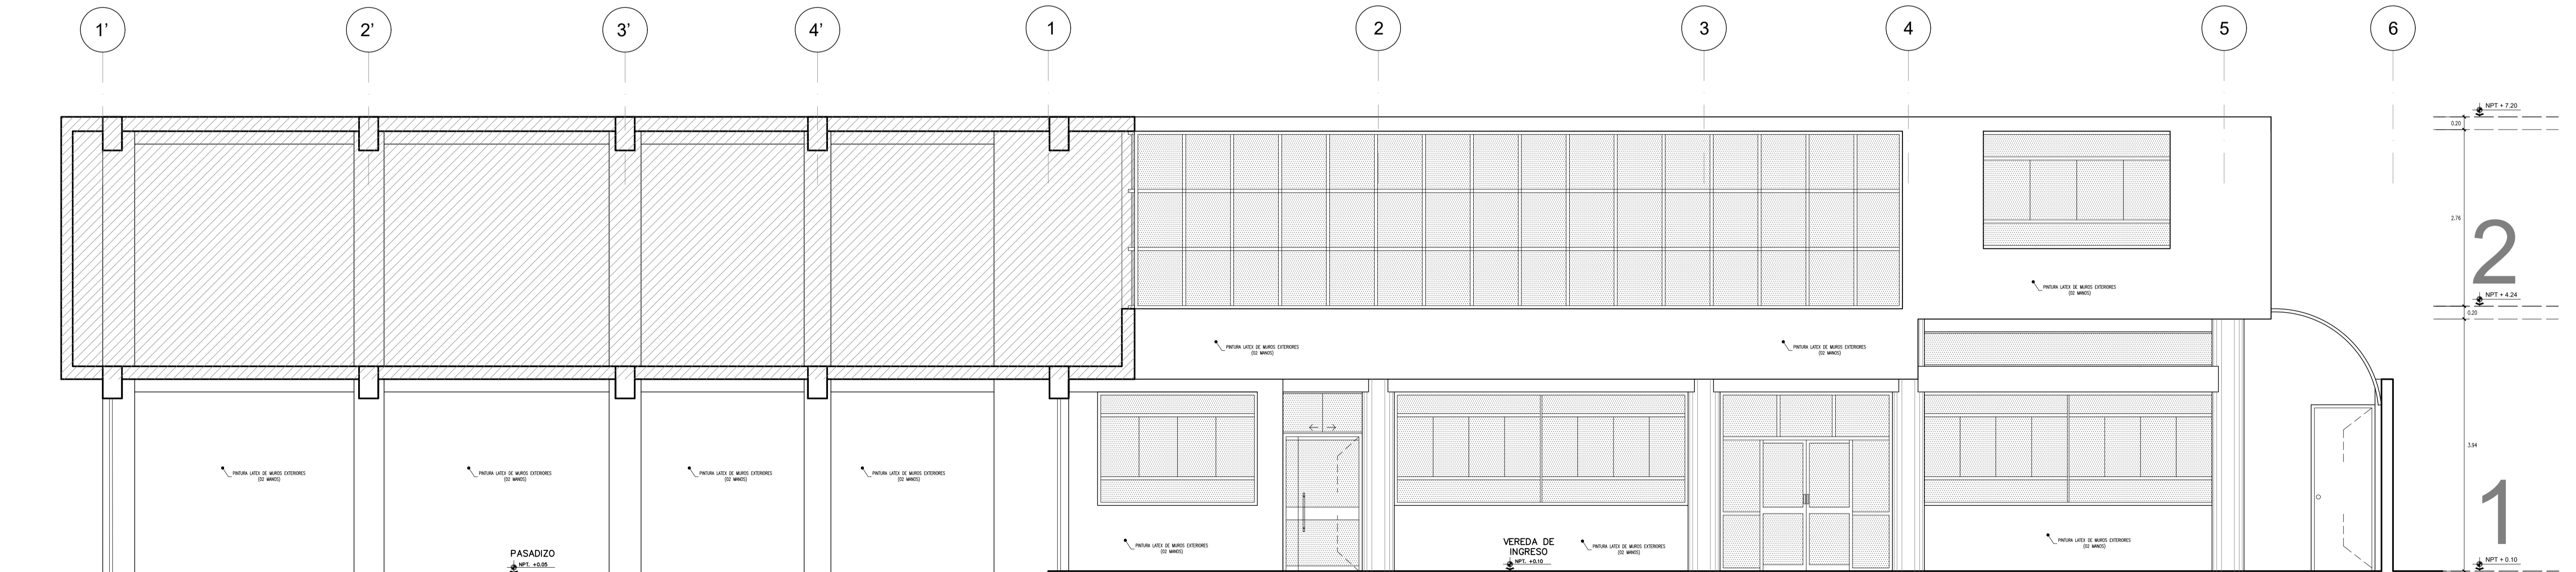 1' 2' 3' 4' 1 2 3 4 5 6
NPT + 7.20
0.20
2.76
2
PINTURA LATEX DE MUROS EXTERIORES
(02 MANOS)
NPT + 4.24
0.20
PINTURA LATEX DE MUROS EXTERIORES
(02 MANOS)
PINTURA LATEX DE MUROS EXTERIORES
(02 MANOS)
3.94
PINTURA LATEX DE MUROS EXTERIORES
(02 MANOS)
PINTURA LATEX DE MUROS EXTERIORES
(02 MANOS)
PINTURA LATEX DE MUROS EXTERIORES
(02 MANOS)
PINTURA LATEX DE MUROS EXTERIORES
(02 MANOS)
1
PASADIZO
NPT. +0.05
PINTURA LATEX DE MUROS EXTERIORES
(02 MANOS)
VEREDA DE
INGRESO
NPT. +0.10
PINTURA LATEX DE MUROS EXTERIORES
(02 MANOS)
PINTURA LATEX DE MUROS EXTERIORES
(02 MANOS)
NPT + 0.10